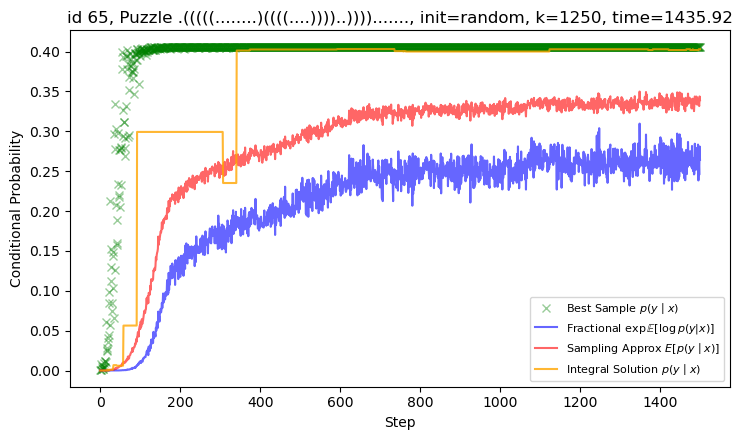 id 65, Puzzle .(((((........)((((....))))..))))......., init=random, k=1250, time=1435.92
0.40
0.35
0.30
0.25
0.20
0.15
0.10
0.05
0.00
Conditional Probability
0 200 400 600 800 1000 1200 1400
Step
Best Sample p(y | x)
Fractional exp𝔼[log p(y|x)]
Sampling Approx E[p(y | x)]
Integral Solution p(y | x)